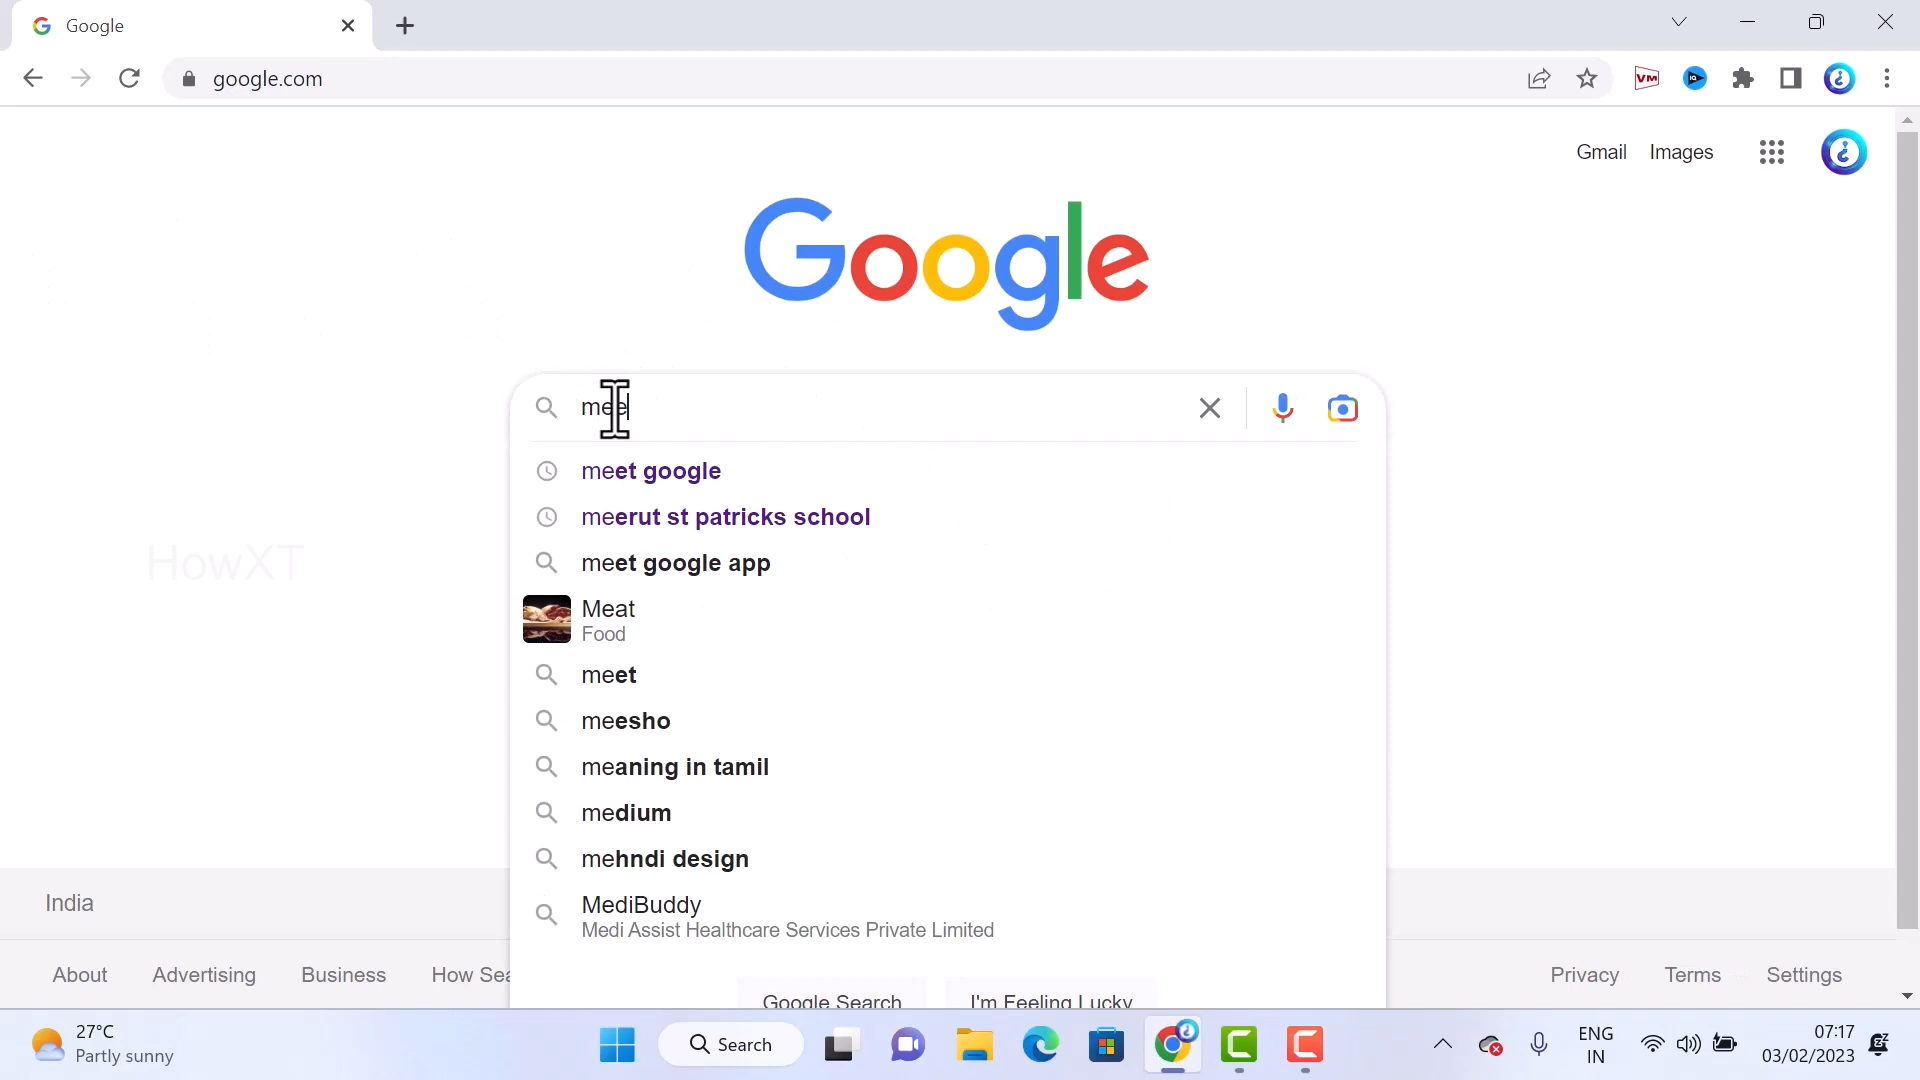 Google
google.com
VM
Gmail Images
Google
mee
meet google
meerut st patricks school
meet google app
HowXT
Meat
Food
meet
meesho
meaning in tamil
medium
mehndi design
India
MediBuddy
Medi Assist Healthcare Services Private Limited
About Advertising Business How Sea
Privacy Terms Settings
Google Search I'm Feeling Lucky
27°C
Partly sunny
Search
ENG
IN
07:17
03/02/2023